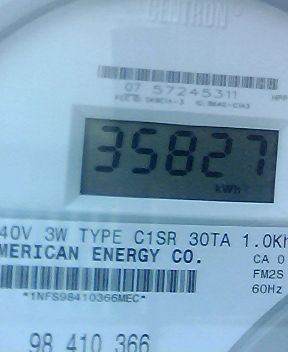 CENTRON
07 57245311
35827
kWh
40V 3W TYPE C1SR 30TA 1.0Kh
MERICAN ENERGY CO.
CA 0
FM2S
60Hz
*1NFS98410366MEC*
98 410 366